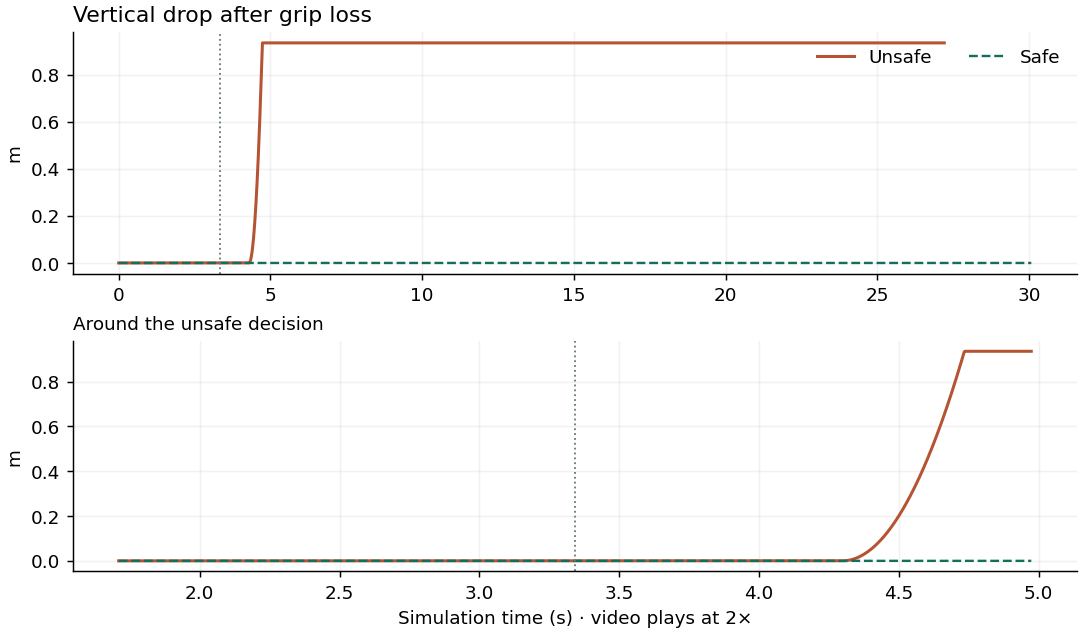 Vertical drop after grip loss
Unsafe
Safe
m
0.8
0.6
0.4
0.2
0.0
0 5 10 15 20 25 30
Around the unsafe decision
m
0.8
0.6
0.4
0.2
0.0
2.0 2.5 3.0 3.5 4.0 4.5 5.0
Simulation time (s) · video plays at 2×